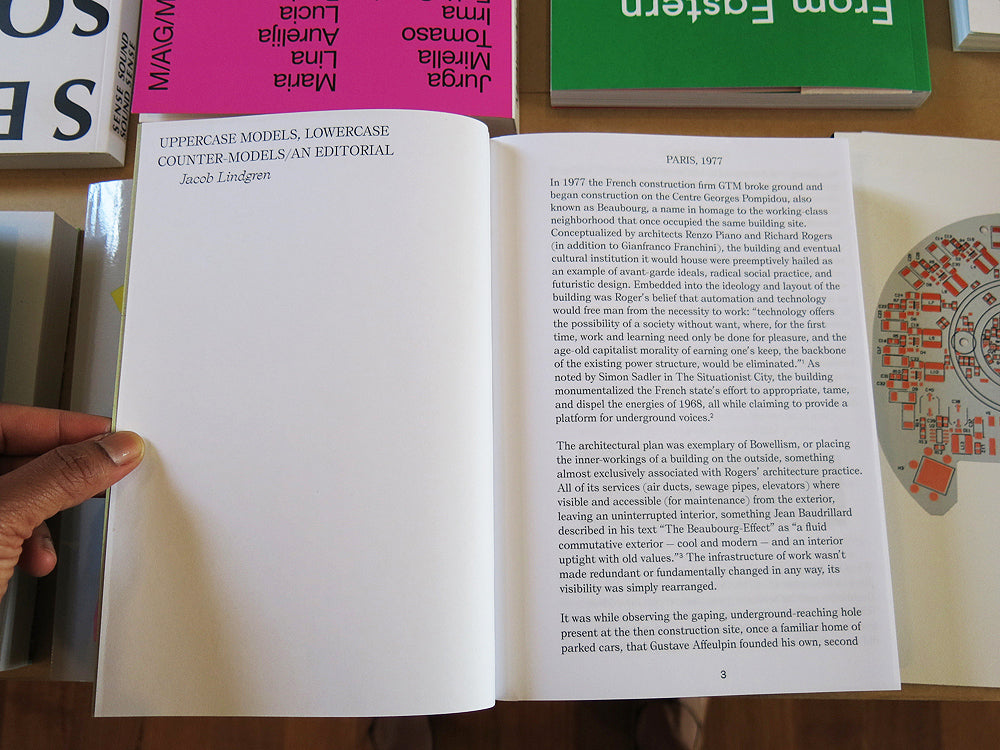 SO
SE
SENSE SOUND
SOUND SENSE
M/A\G/M
Lucia
Aurelija
Lina
Maria
Irma
Tomaso
Mirella
Jurga
From Eastern
UPPERCASE MODELS, LOWERCASE
COUNTER-MODELS/AN EDITORIAL
Jacob Lindgren
PARIS, 1977
In 1977 the French construction firm GTM broke ground and
began construction on the Centre Georges Pompidou, also
known as Beaubourg, a name in homage to the working-class
neighborhood that once occupied the same building site.
Conceptualized by architects Renzo Piano and Richard Rogers
(in addition to Gianfranco Franchini), the building and eventual
cultural institution it would house were preemptively hailed as
an example of avant-garde ideals, radical social practice, and
futuristic design. Embedded into the ideology and layout of the
building was Roger's belief that automation and technology
would free man from the necessity to work: “technology offers
the possibility of a society without want, where, for the first
time, work and learning need only be done for pleasure, and the
age-old capitalist morality of earning one's keep, the backbone
of the existing power structure, would be eliminated.”¹ As
noted by Simon Sadler in The Situationist City, the building
monumentalized the French state's effort to appropriate, tame,
and dispel the energies of 1968, all while claiming to provide a
platform for underground voices.²
The architectural plan was exemplary of Bowellism, or placing
the inner-workings of a building on the outside, something
almost exclusively associated with Rogers' architecture practice.
All of its services (air ducts, sewage pipes, elevators) where
visible and accessible (for maintenance) from the exterior,
leaving an uninterrupted interior, something Jean Baudrillard
described in his text “The Beaubourg-Effect” as “a fluid
commutative exterior – cool and modern – and an interior
uptight with old values.”³ The infrastructure of work wasn't
made redundant or fundamentally changed in any way, its
visibility was simply rearranged.
It was while observing the gaping, underground-reaching hole
present at the then construction site, once a familiar home of
parked cars, that Gustave Affeulpin founded his own, second
3